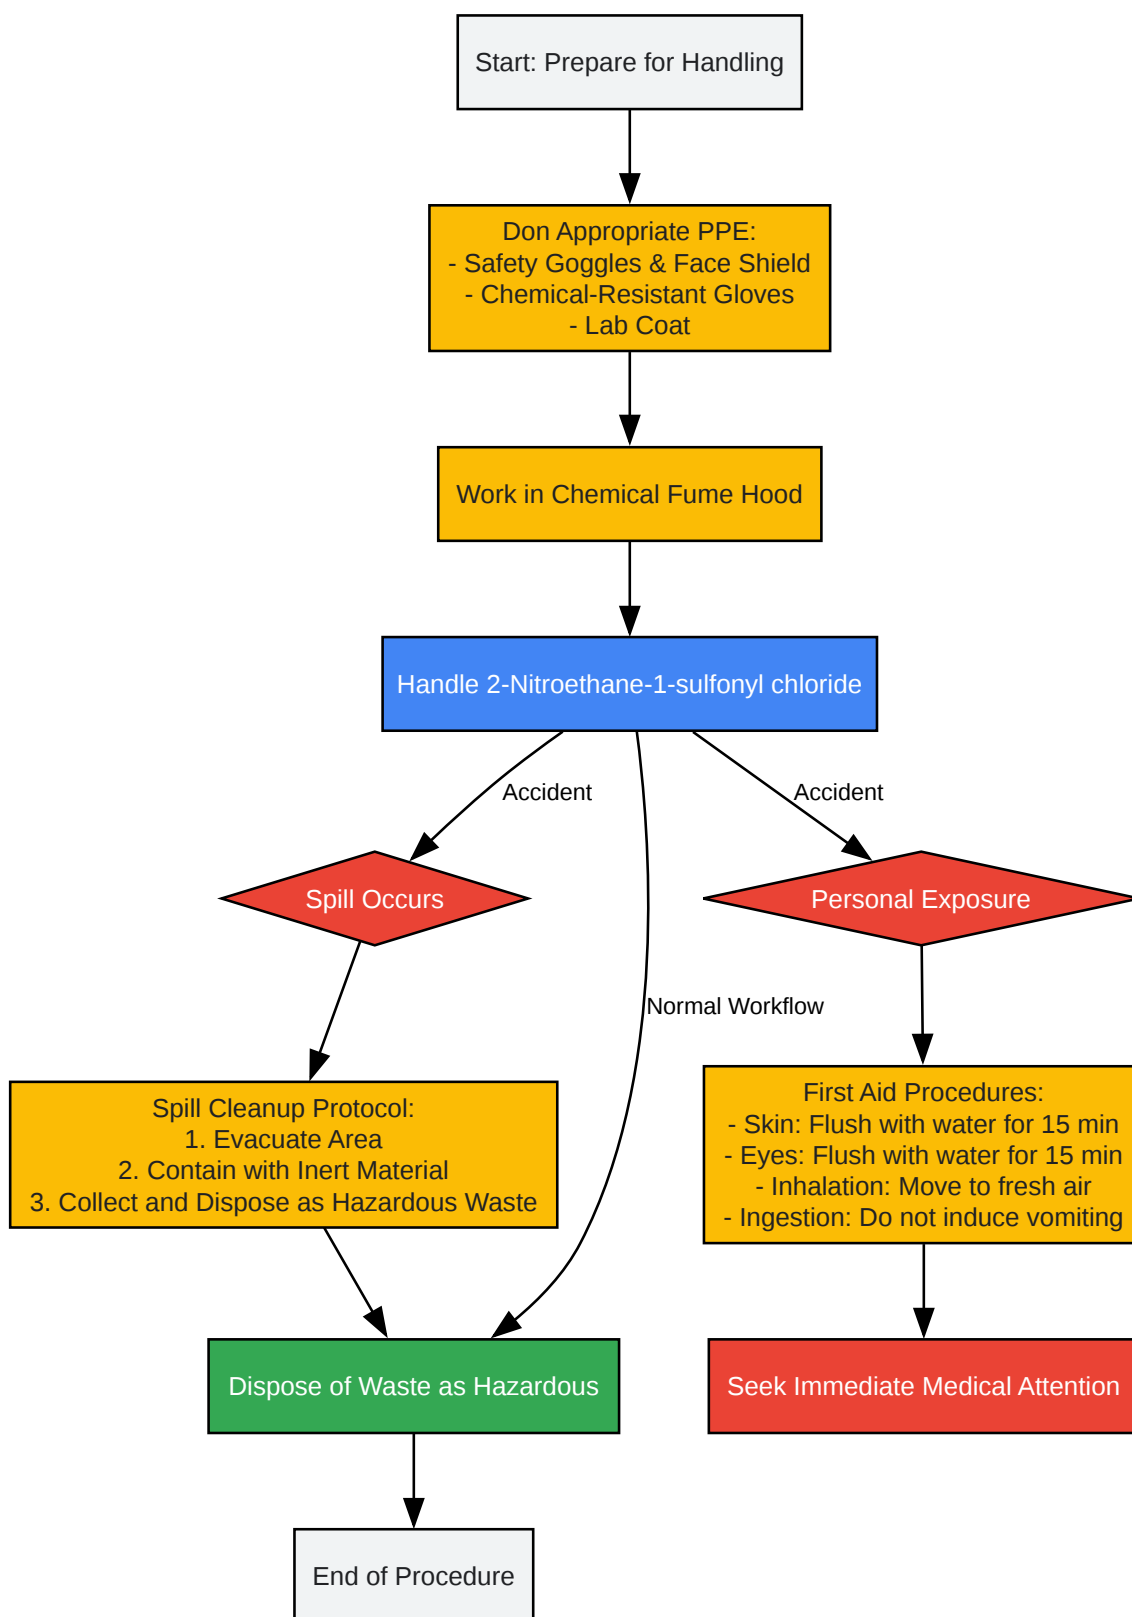 Start: Prepare for Handling
Don Appropriate PPE:
- Safety Goggles & Face Shield
- Chemical-Resistant Gloves
- Lab Coat
Work in Chemical Fume Hood
Handle 2-Nitroethane-1-sulfonyl chloride
Accident
Accident
Spill Occurs
Personal Exposure
Normal Workflow
Spill Cleanup Protocol:
1. Evacuate Area
2. Contain with Inert Material
3. Collect and Dispose as Hazardous Waste
First Aid Procedures:
- Skin: Flush with water for 15 min
- Eyes: Flush with water for 15 min
- Inhalation: Move to fresh air
- Ingestion: Do not induce vomiting
Dispose of Waste as Hazardous
Seek Immediate Medical Attention
End of Procedure